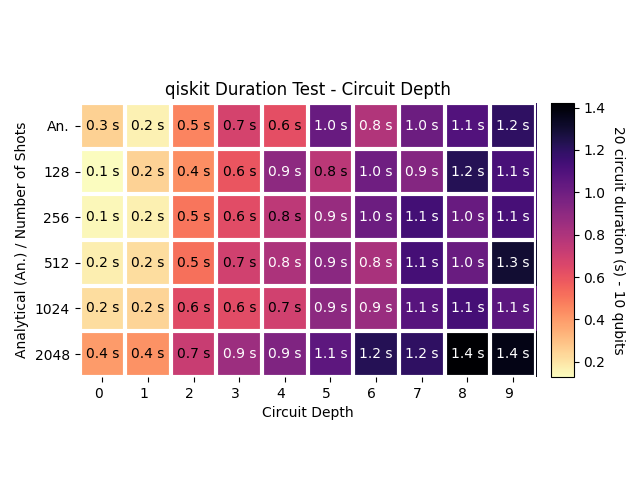 qiskit Duration Test - Circuit Depth
An. 0.3 s 0.2 s 0.5 s 0.7 s 0.6 s 1.0 s 0.8 s 1.0 s 1.1 s 1.2 s
128 0.1 s 0.2 s 0.4 s 0.6 s 0.9 s 0.8 s 1.0 s 0.9 s 1.2 s 1.1 s
256 0.1 s 0.2 s 0.5 s 0.6 s 0.8 s 0.9 s 1.0 s 1.1 s 1.0 s 1.1 s
512 0.2 s 0.2 s 0.5 s 0.7 s 0.8 s 0.9 s 0.8 s 1.1 s 1.0 s 1.3 s
1024 0.2 s 0.2 s 0.6 s 0.6 s 0.7 s 0.9 s 0.9 s 1.1 s 1.1 s 1.1 s
2048 0.4 s 0.4 s 0.7 s 0.9 s 0.9 s 1.1 s 1.2 s 1.2 s 1.4 s 1.4 s
0 1 2 3 4 5 6 7 8 9
Circuit Depth
Analytical (An.) / Number of Shots
1.4
1.2
1.0
0.8
0.6
0.4
0.2
20 circuit duration (s) - 10 qubits